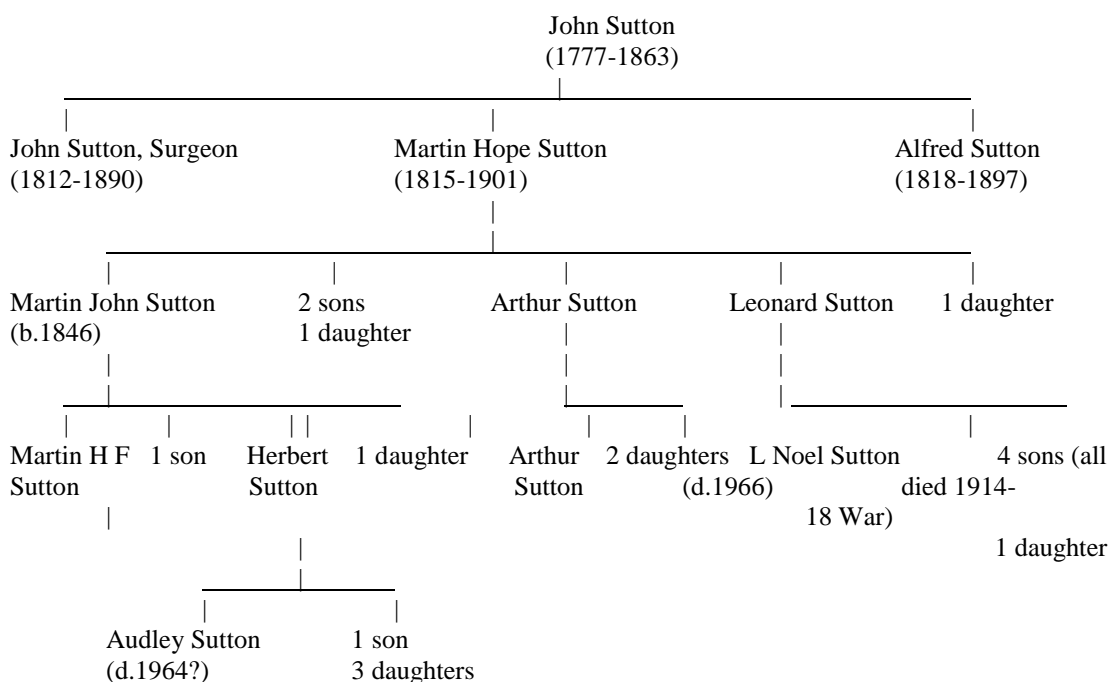 John Sutton
(1777-1863)
John Sutton, Surgeon Martin Hope Sutton Alfred Sutton
(1812-1890) (1815-1901) (1818-1897)
Martin John Sutton 2 sons Arthur Sutton Leonard Sutton 1 daughter
(b.1846) 1 daughter
Martin H F 1 son Herbert 1 daughter Arthur 2 daughters L Noel Sutton 4 sons (all
Sutton Sutton Sutton (d.1966) died 1914-
18 War)
1 daughter
Audley Sutton 1 son
(d.1964?) 3 daughters